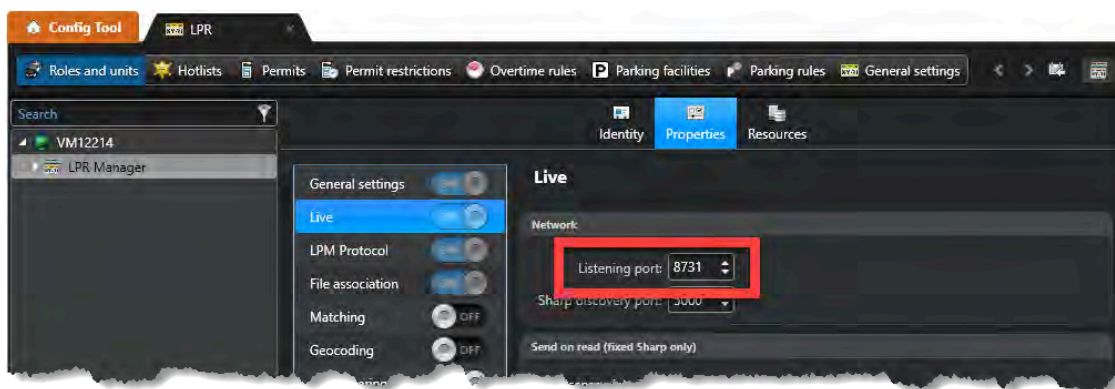 Config Tool LPR
Roles and units Hotlists Permits Permit restrictions Overtime rules Parking facilities Parking rules General settings
Search
Identity Properties Resources
VM12214
LPR Manager
General settings
Live
LPM Protocol
File association
Matching OFF
Geocoding OFF
Live
Network
Listening port: 8731
Sharp discovery port: 5000
Send on read (fixed Sharp only)